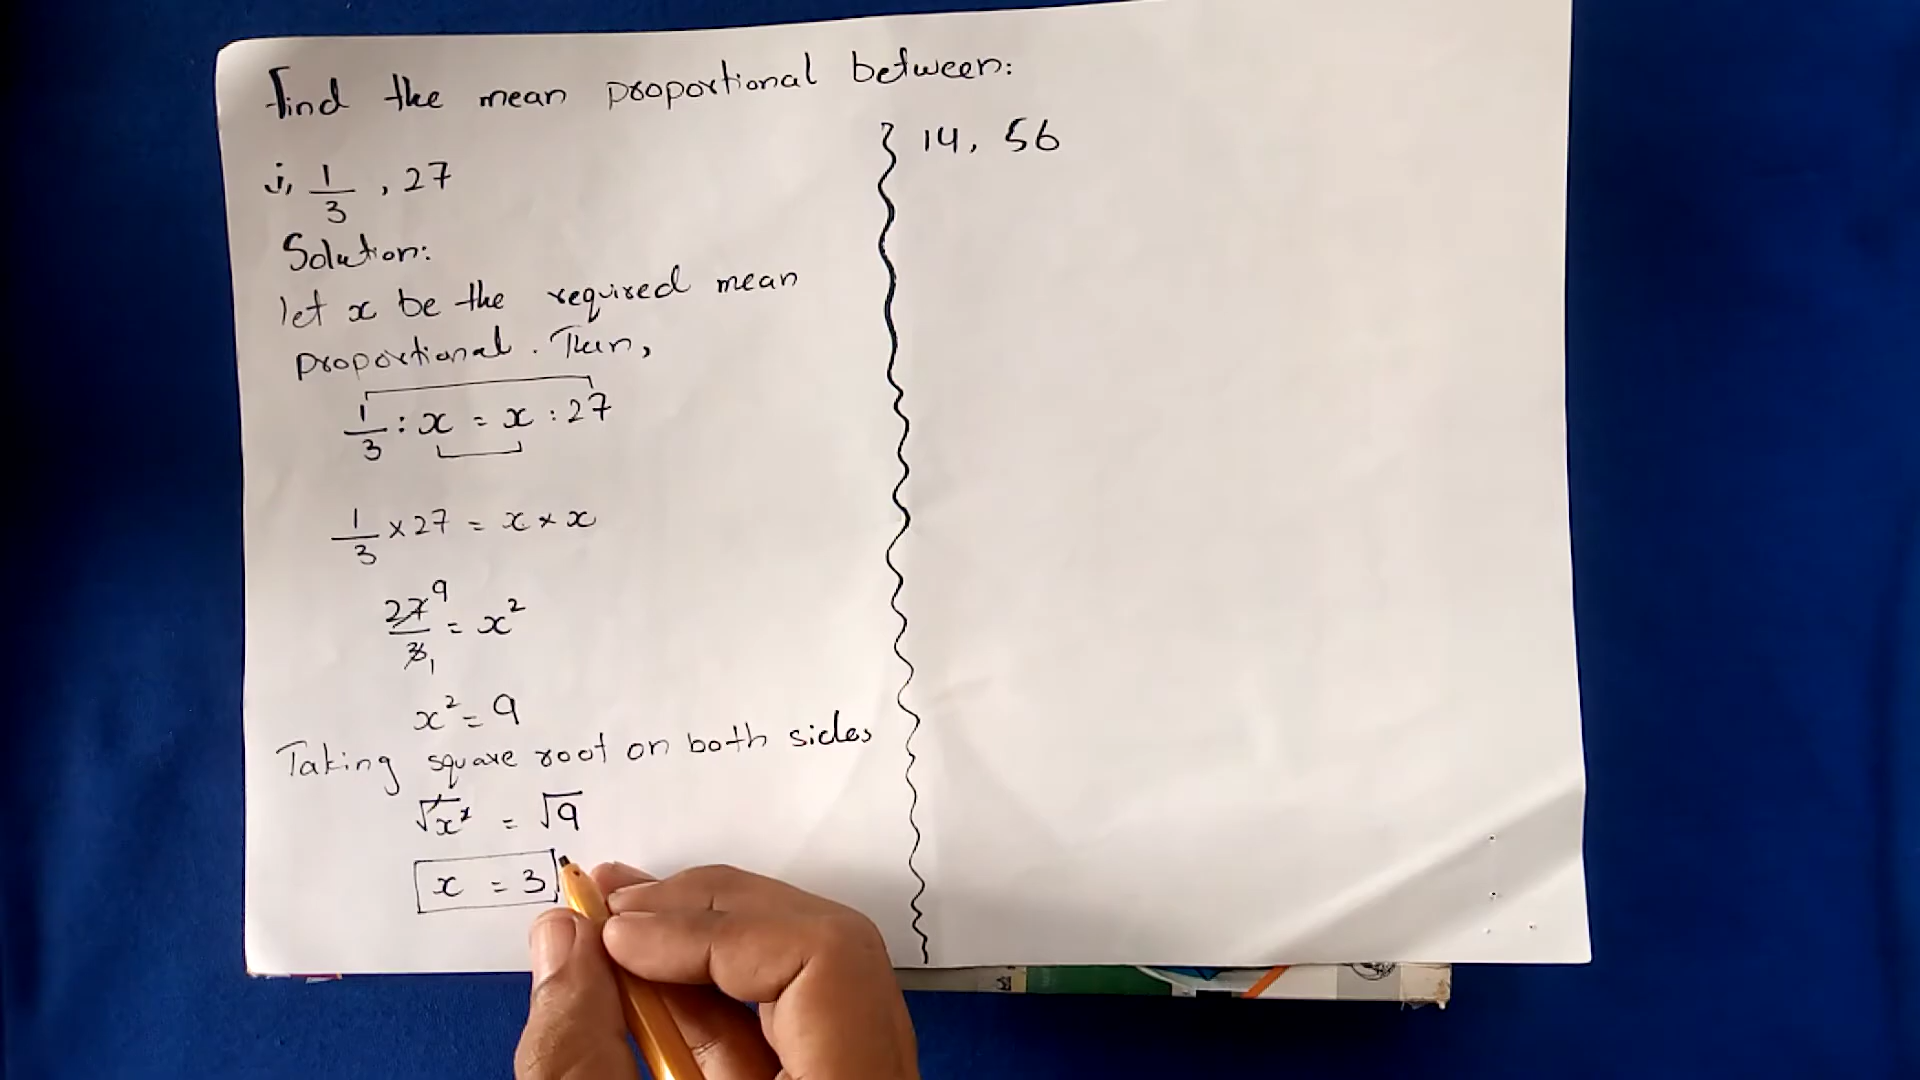 Find the mean proportional between:
i, 1/3 , 27
Solution:
let x be the required mean
proportional. Then,
1/3 : x = x : 27
1/3 × 27 = x × x
27/3 9/1 = x²
x² = 9
Taking square root on both sides
√x² = √9
x = 3
14, 56